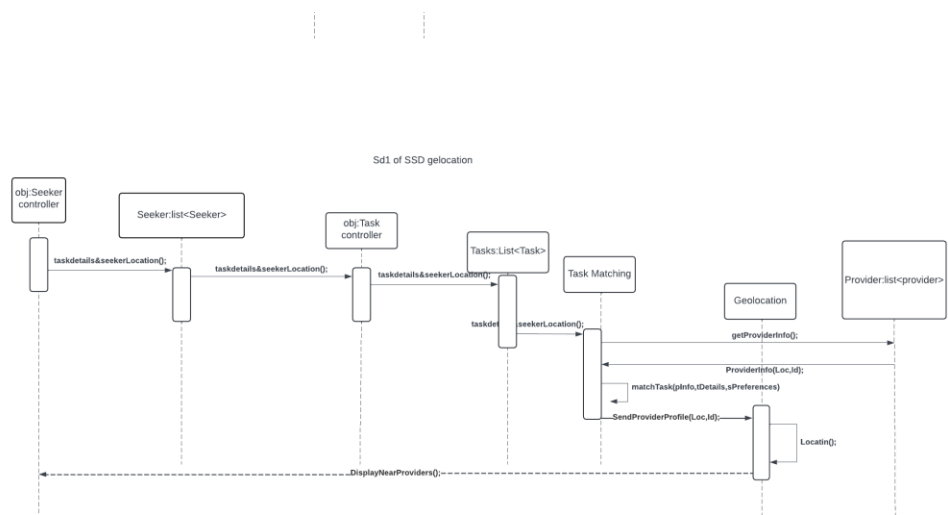 Sd1 of SSD gelocation
obj:Seeker
controller
Seeker:list<Seeker>
obj:Task
controller
Tasks:List<Task>
Task Matching
Geolocation
Provider:list<provider>
taskdetails&seekerLocation();
taskdetails&seekerLocation();
taskdetails&seekerLocation();
taskdet seekerLocation();
getProviderInfo();
ProviderInfo(Loc,Id);
matchTask(pInfo,tDetails,sPreferences)
SendProviderProfile(Loc,Id);
Locatin();
DisplayNearProviders();